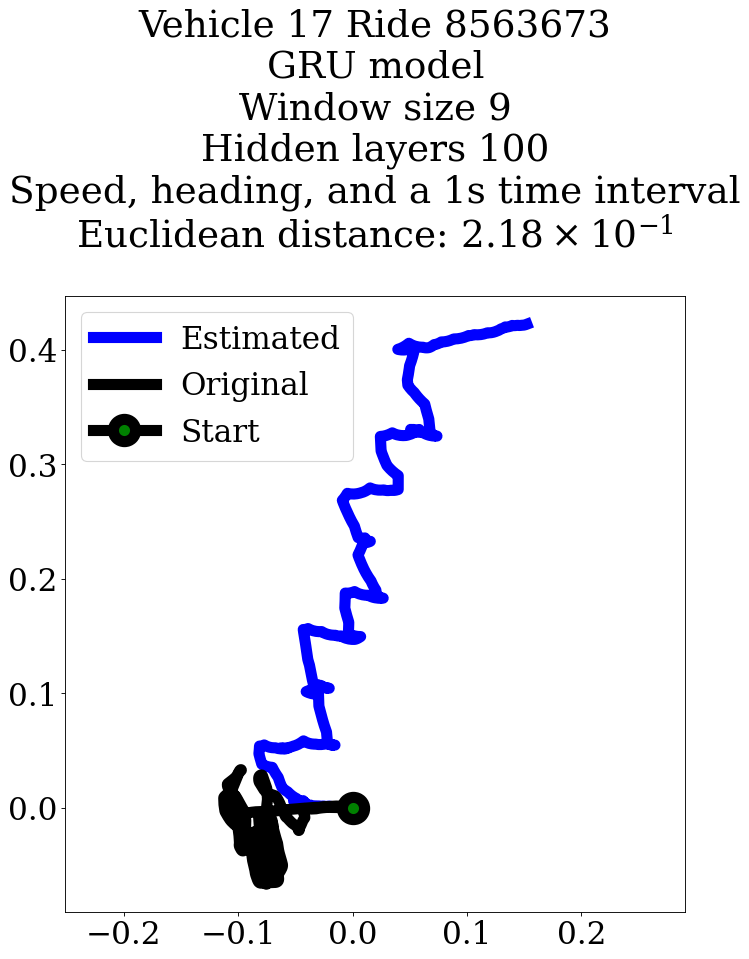 Vehicle 17 Ride 8563673
GRU model
Window size 9
Hidden layers 100
Speed, heading, and a 1s time interval
Euclidean distance: 2.18 × 10⁻¹
Estimated
Original
Start
0.4
0.3
0.2
0.1
0.0
−0.2
−0.1
0.0
0.1
0.2